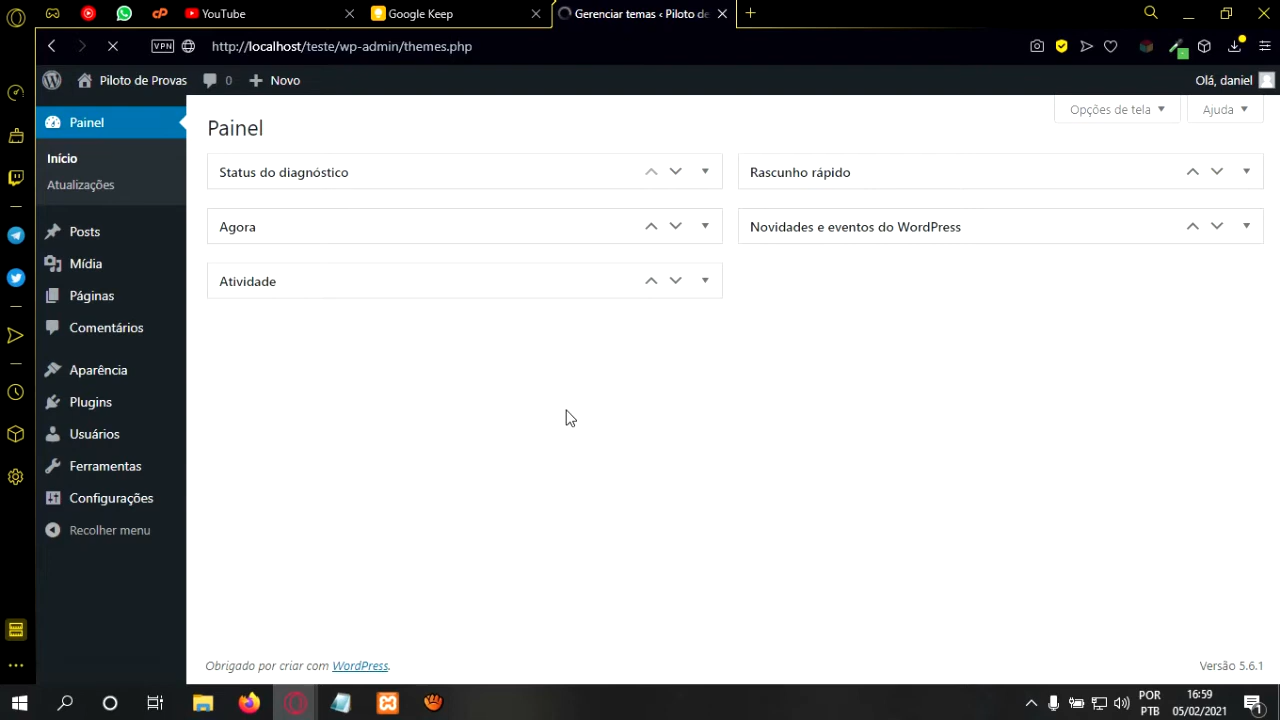 YouTube
Google Keep
Gerenciar temas ‹ Piloto de
VPN
http://localhost/teste/wp-admin/themes.php
Piloto de Provas
0
Novo
Olá, daniel
Painel
Início
Atualizações
Posts
Mídia
Páginas
Comentários
Aparência
Plugins
Usuários
Ferramentas
Configurações
Recolher menu
Opções de tela
Ajuda
Painel
Status do diagnóstico
Rascunho rápido
Agora
Novidades e eventos do WordPress
Atividade
Obrigado por criar com WordPress.
Versão 5.6.1
POR
PTB
16:59
05/02/2021
1